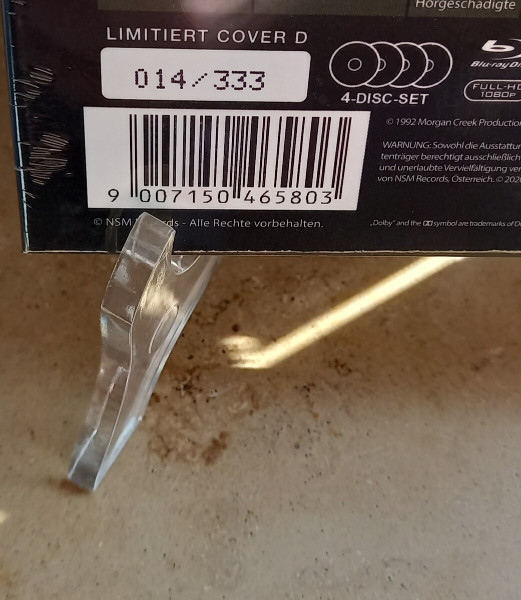 Hörgeschädigte
LIMITIERT COVER D
014/333
4-DISC-SET
Blu-ray
FULL-HD
1080p
9 007150 465803
© 1992 Morgan Creek Production
WARNUNG: Sowohl die Ausstattun
tenträger berechtigt ausschließlich
und unerlaubte Vervielfältigung ver
von NSM Records, Österreich. ©
© NSM Records - Alle Rechte vorbehalten.
„Dolby" and the symbol are trademarks of